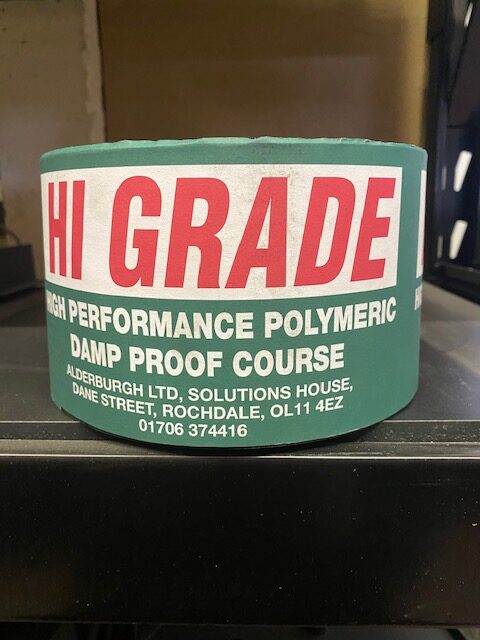 HI GRADE
HIGH PERFORMANCE POLYMERIC
DAMP PROOF COURSE
ALDERBURGH LTD, SOLUTIONS HOUSE,
DANE STREET, ROCHDALE, OL11 4EZ
01706 374416